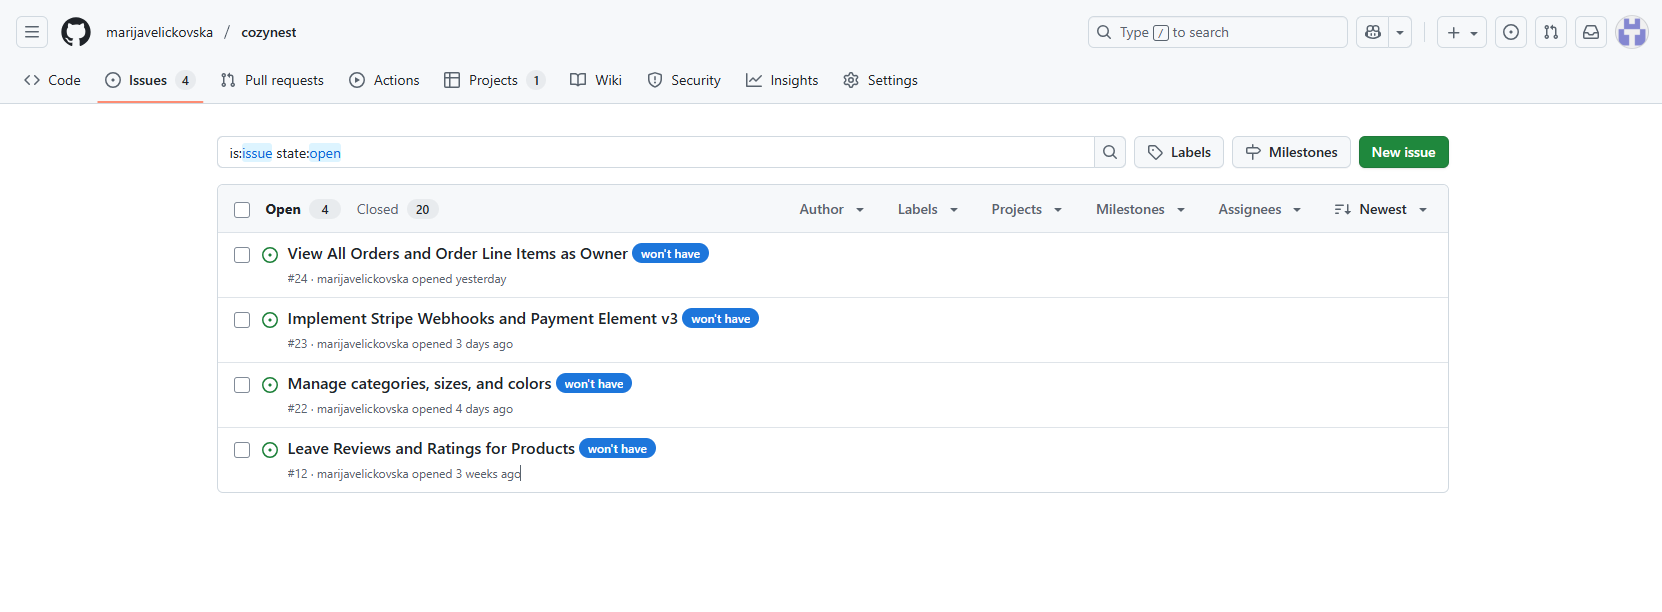 marijavelickovska / cozynest
Type / to search
Code
Issues 4
Pull requests
Actions
Projects 1
Wiki
Security
Insights
Settings
is:issue state:open
Labels
Milestones
New issue
Open 4 Closed 20 Author Labels Projects Milestones Assignees Newest
View All Orders and Order Line Items as Owner won't have
#24 · marijavelickovska opened yesterday
Implement Stripe Webhooks and Payment Element v3 won't have
#23 · marijavelickovska opened 3 days ago
Manage categories, sizes, and colors won't have
#22 · marijavelickovska opened 4 days ago
Leave Reviews and Ratings for Products won't have
#12 · marijavelickovska opened 3 weeks ago